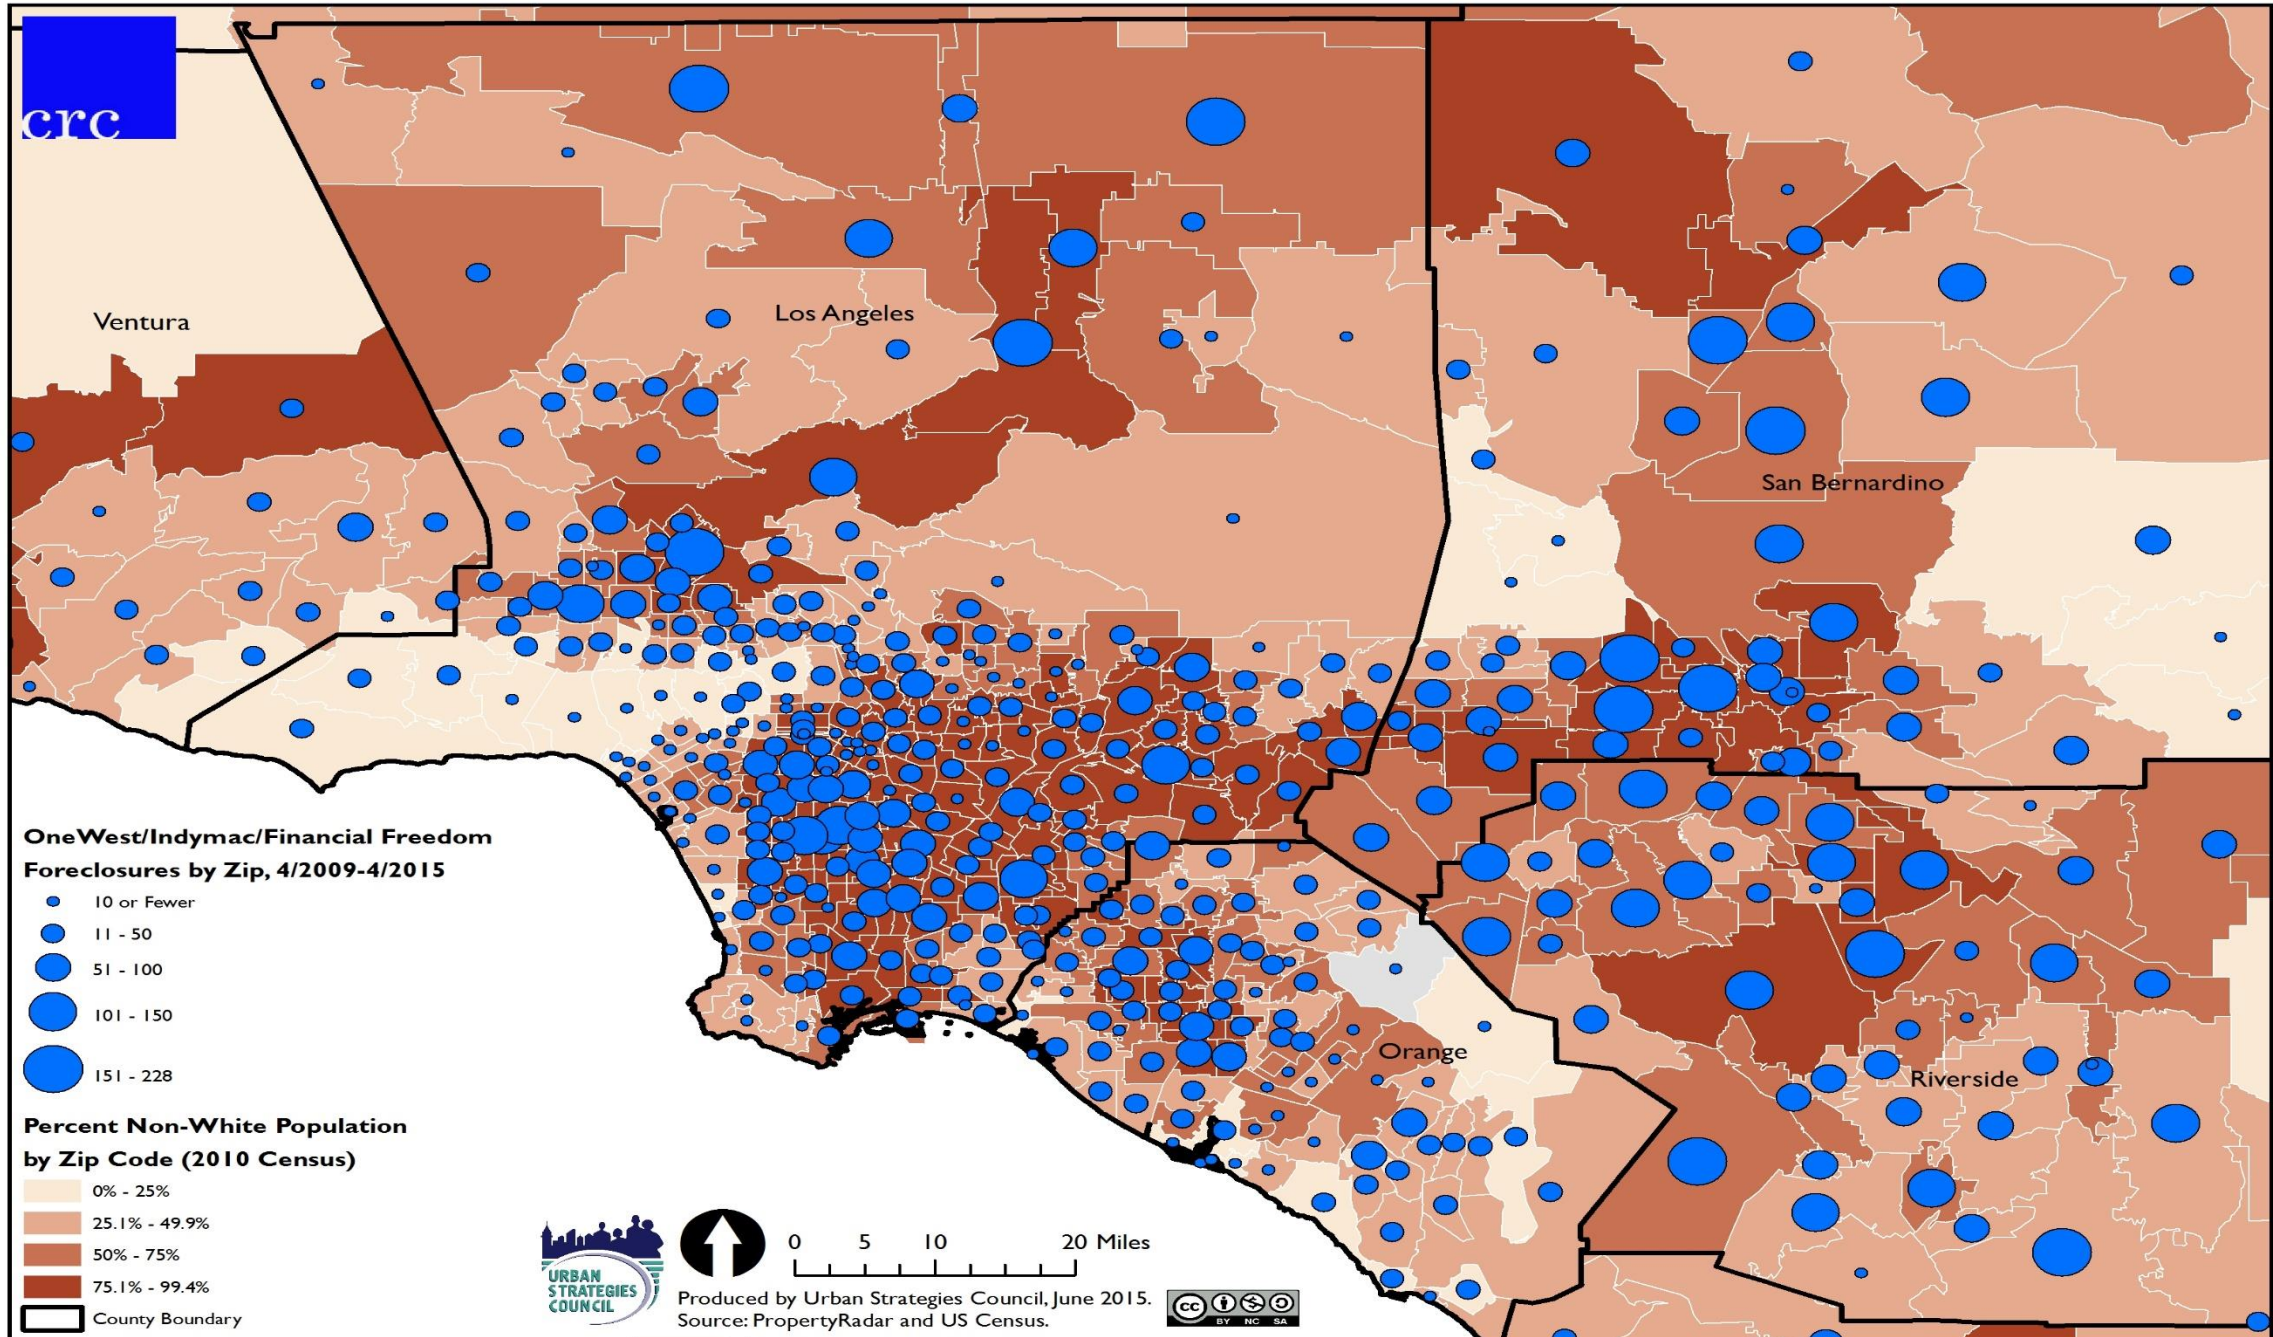 crc
Ventura
Los Angeles
San Bernardino
Orange
Riverside
OneWest/Indymac/Financial Freedom
Foreclosures by Zip, 4/2009-4/2015
10 or Fewer
11 - 50
51 - 100
101 - 150
151 - 228
Percent Non-White Population
by Zip Code (2010 Census)
0% - 25%
25.1% - 49.9%
50% - 75%
75.1% - 99.4%
County Boundary
URBAN
STRATEGIES
COUNCIL
0 5 10 20 Miles
Produced by Urban Strategies Council, June 2015.
Source: PropertyRadar and US Census.
cc
BY NC SA